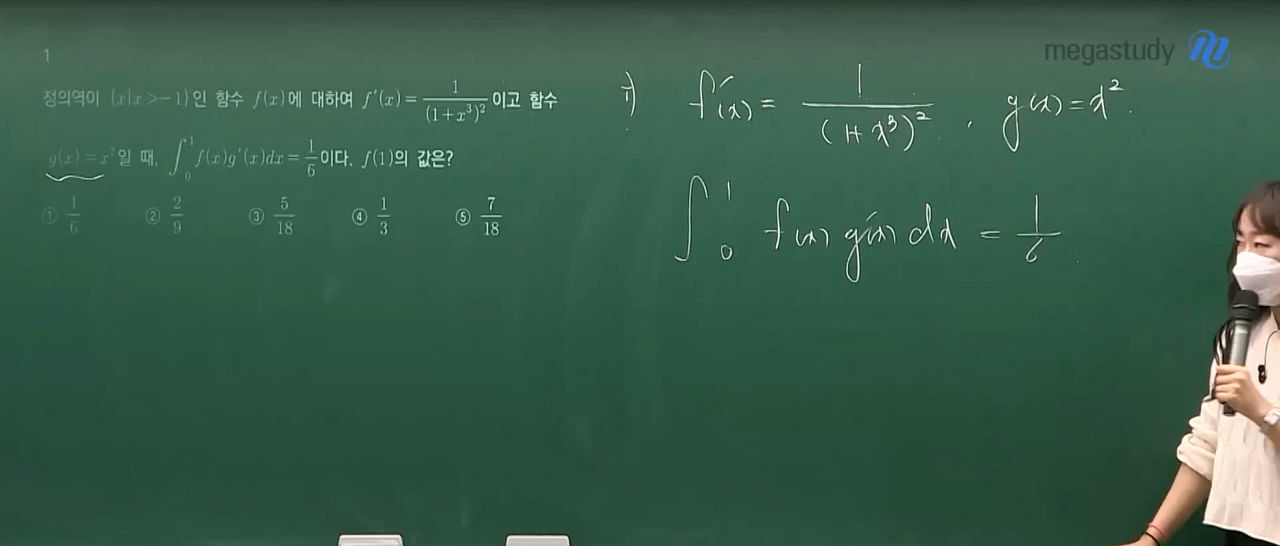 megastudy
1
정의역이 {x|x>-1}인 함수 f(x)에 대하여 f′(x)=1/(1+x³)²이고 함수
g(x)=x²일 때, ∫₀¹ f(x)g′(x)dx=1/6이다. f(1)의 값은?
① 1/6 ② 2/9 ③ 5/18 ④ 1/3 ⑤ 7/18
i) f′(x) = 1/(1+x³)² , g(x)=x².
∫₀¹ f(x) g′(x) dx = 1/6